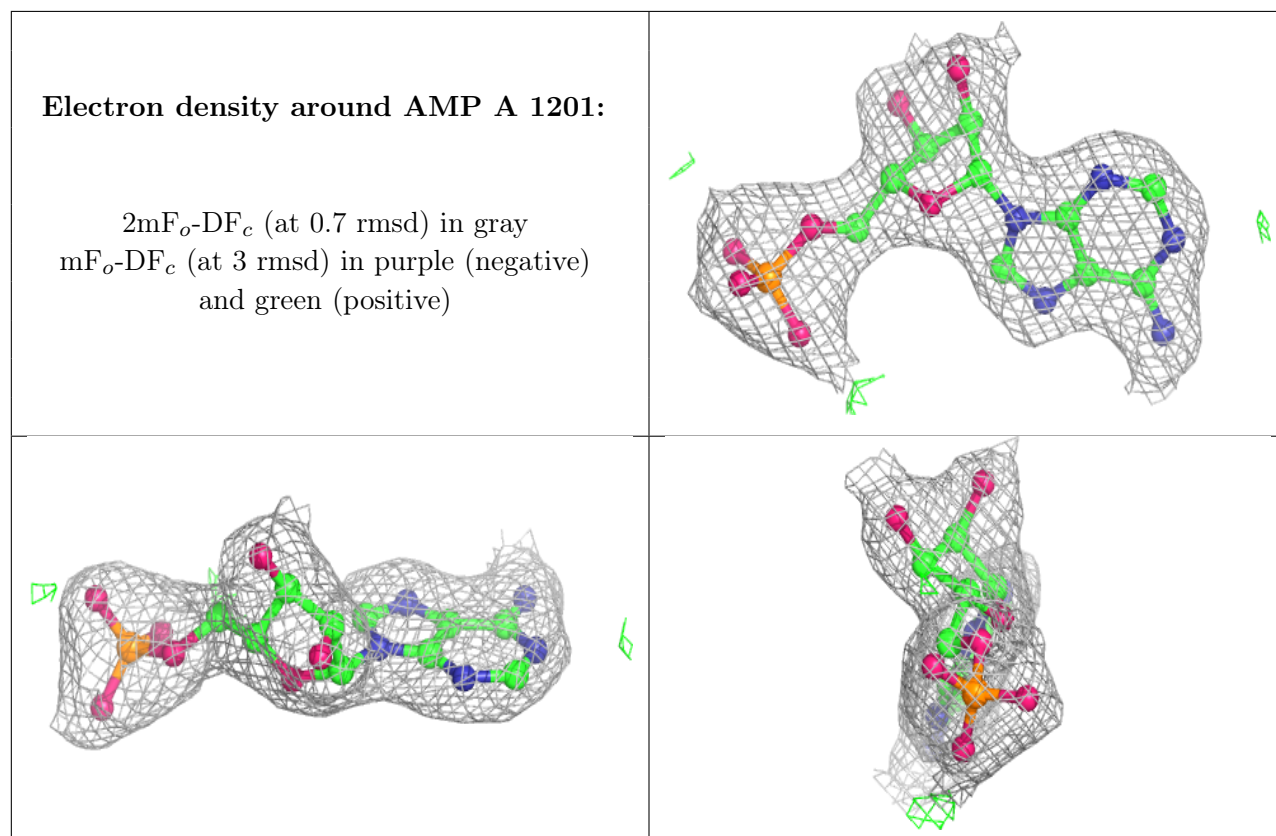 Electron density around AMP A 1201:
2mFo-DFc (at 0.7 rmsd) in gray
mFo-DFc (at 3 rmsd) in purple (negative)
and green (positive)